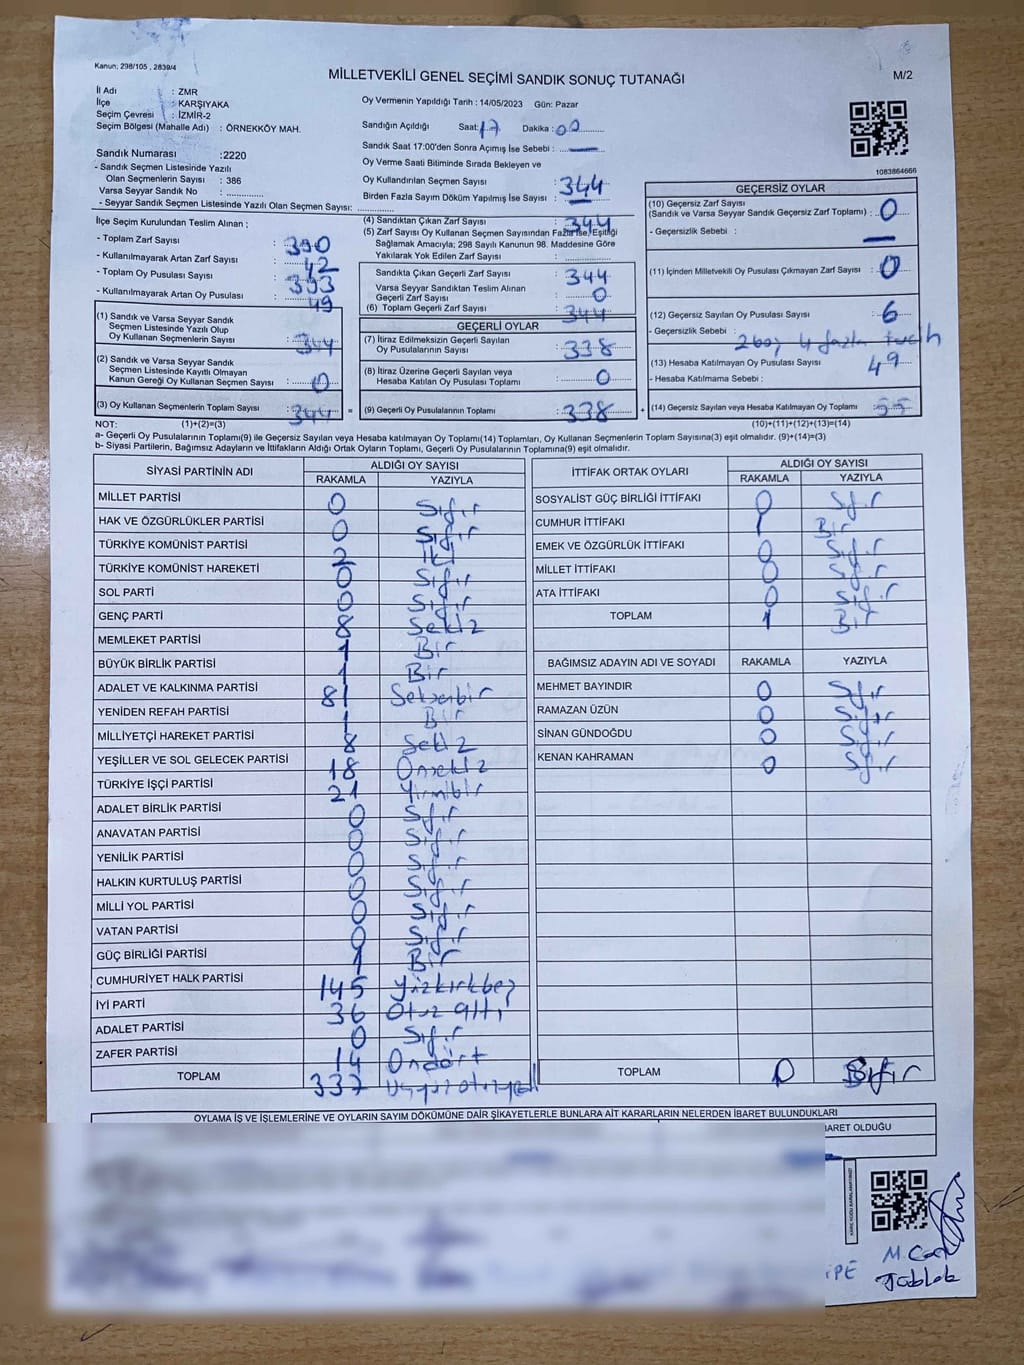 Kanun: 298/105 , 2839/4
MİLLETVEKİLİ GENEL SEÇİMİ SANDIK SONUÇ TUTANAĞI
M/2
İl Adı : ZMR
İlçe : KARŞIYAKA
Seçim Çevresi : İZMİR-2
Seçim Bölgesi (Mahalle Adı) : ÖRNEKKÖY MAH.
Sandık Numarası :2220
- Sandık Seçmen Listesinde Yazılı
Olan Seçmenlerin Sayısı : 386
Varsa Seyyar Sandık No :
- Seyyar Sandık Seçmen Listesinde Yazılı Olan Seçmen Sayısı:
Oy Vermenin Yapıldığı Tarih : 14/05/2023 Gün: Pazar
Sandığın Açıldığı Saat: 17 Dakika : 00
Sandık Saat 17:00'den Sonra Açımış İse Sebebi : —
Oy Verme Saati Bitiminde Sırada Bekleyen ve
Oy Kullandırılan Seçmen Sayısı : 344
Birden Fazla Sayım Döküm Yapılmış İse Sayısı : —
1083864666
İlçe Seçim Kurulundan Teslim Alınan ;
- Toplam Zarf Sayısı : 390
- Kullanılmayarak Artan Zarf Sayısı : 42
- Toplam Oy Pusulası Sayısı : 393
- Kullanılmayarak Artan Oy Pusulası : 49
(1) Sandık ve Varsa Seyyar Sandık
Seçmen Listesinde Yazılı Olup
Oy Kullanan Seçmenlerin Sayısı : 344
(2) Sandık ve Varsa Seyyar Sandık
Seçmen Listesinde Kayıtlı Olmayan
Kanun Gereği Oy Kullanan Seçmen Sayısı : 0
(3) Oy Kullanan Seçmenlerin Toplam Sayısı : 344 =
(4) Sandıktan Çıkan Zarf Sayısı : 344
(5) Zarf Sayısı Oy Kullanan Seçmen Sayısından Fazla İse, Eşitliği
Sağlamak Amacıyla; 298 Sayılı Kanunun 98. Maddesine Göre
Yakılarak Yok Edilen Zarf Sayısı :
Sandıkta Çıkan Geçerli Zarf Sayısı : 344
Varsa Seyyar Sandıktan Teslim Alınan
Geçerli Zarf Sayısı : 0
(6) Toplam Geçerli Zarf Sayısı : 344
GEÇERLİ OYLAR
(7) İtiraz Edilmeksizin Geçerli Sayılan
Oy Pusulalarının Sayısı : 338
(8) İtiraz Üzerine Geçerli Sayılan veya
Hesaba Katılan Oy Pusulası Toplamı : 0
(9) Geçerli Oy Pusulalarının Toplamı : 338 +
GEÇERSİZ OYLAR
(10) Geçersiz Zarf Sayısı
(Sandık ve Varsa Seyyar Sandık Geçersiz Zarf Toplamı) : 0
- Geçersizlik Sebebi : —
(11) İçinden Milletvekili Oy Pusulası Çıkmayan Zarf Sayısı : 0
(12) Geçersiz Sayılan Oy Pusulası Sayısı : 6
- Geçersizlik Sebebi : 2 boş 4 fazla tercih
(13) Hesaba Katılmayan Oy Pusulası Sayısı : 49
- Hesaba Katılmama Sebebi :
(14) Geçersiz Sayılan veya Hesaba Katılmayan Oy Toplamı : 55
NOT: (1)+(2)=(3) (10)+(11)+(12)+(13)=(14)
a- Geçerli Oy Pusulalarının Toplamı(9) ile Geçersiz Sayılan veya Hesaba katılmayan Oy Toplamı(14) Toplamları, Oy Kullanan Seçmenlerin Toplam Sayısına(3) eşit olmalıdır. (9)+(14)=(3)
b- Siyasi Partilerin, Bağımsız Adayların ve İttifakların Aldığı Ortak Oyların Toplamı, Geçerli Oy Pusulalarının Toplamına(9) eşit olmalıdır.
SİYASİ PARTİNİN ADI ALDIĞI OY SAYISI
RAKAMLA YAZIYLA
MİLLET PARTİSİ 0 Sıfır
HAK VE ÖZGÜRLÜKLER PARTİSİ 0 Sıfır
TÜRKİYE KOMÜNİST PARTİSİ 2 İki
TÜRKİYE KOMÜNİST HAREKETİ 0 Sıfır
SOL PARTİ 0 Sıfır
GENÇ PARTİ 8 Sekiz
MEMLEKET PARTİSİ 1 Bir
BÜYÜK BİRLİK PARTİSİ 1 Bir
ADALET VE KALKINMA PARTİSİ 81 Seksenbir
YENİDEN REFAH PARTİSİ 1 Bir
MİLLİYETÇİ HAREKET PARTİSİ 8 Sekiz
YEŞİLLER VE SOL GELECEK PARTİSİ 18 Onsekiz
TÜRKİYE İŞÇİ PARTİSİ 21 Yirmibir
ADALET BİRLİK PARTİSİ 0 Sıfır
ANAVATAN PARTİSİ 0 Sıfır
YENİLİK PARTİSİ 0 Sıfır
HALKIN KURTULUŞ PARTİSİ 0 Sıfır
MİLLİ YOL PARTİSİ 0 Sıfır
VATAN PARTİSİ 0 Sıfır
GÜÇ BİRLİĞİ PARTİSİ 1 Bir
CUMHURİYET HALK PARTİSİ 145 Yüzkırkbeş
İYİ PARTİ 36 Otuz altı
ADALET PARTİSİ 0 Sıfır
ZAFER PARTİSİ 14 Ondört
TOPLAM 337 Üçyüzotuzyedi
İTTİFAK ORTAK OYLARI ALDIĞI OY SAYISI
RAKAMLA YAZIYLA
SOSYALİST GÜÇ BİRLİĞİ İTTİFAKI 0 Sıfır
CUMHUR İTTİFAKI 1 Bir
EMEK VE ÖZGÜRLÜK İTTİFAKI 0 Sıfır
MİLLET İTTİFAKI 0 Sıfır
ATA İTTİFAKI 0 Sıfır
TOPLAM 1 Bir
BAĞIMSIZ ADAYIN ADI VE SOYADI RAKAMLA YAZIYLA
MEHMET BAYINDIR 0 Sıfır
RAMAZAN ÜZÜN 0 Sıfır
SİNAN GÜNDOĞDU 0 Sıfır
KENAN KAHRAMAN 0 Sıfır
TOPLAM 0 Sıfır
OYLAMA İŞ VE İŞLEMLERİNE VE OYLARIN SAYIM DÖKÜMÜNE DAİR ŞİKAYETLERLE BUNLARA AİT KARARLARIN NELERDEN İBARET BULUNDUKLARI
BARET OLDUĞU